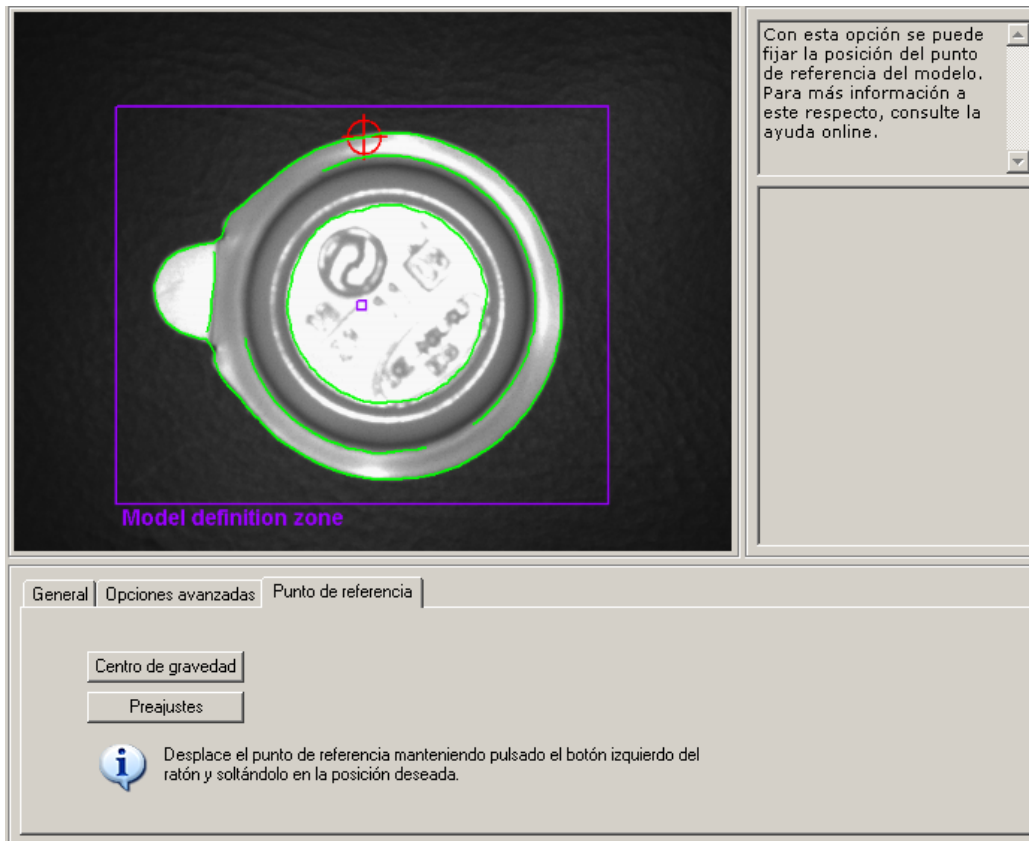 Con esta opción se puede
fijar la posición del punto
de referencia del modelo.
Para más información a
este respecto, consulte la
ayuda online.
Model definition zone
General
Opciones avanzadas
Punto de referencia
Centro de gravedad
Preajustes
Desplace el punto de referencia manteniendo pulsado el botón izquierdo del
ratón y soltándolo en la posición deseada.